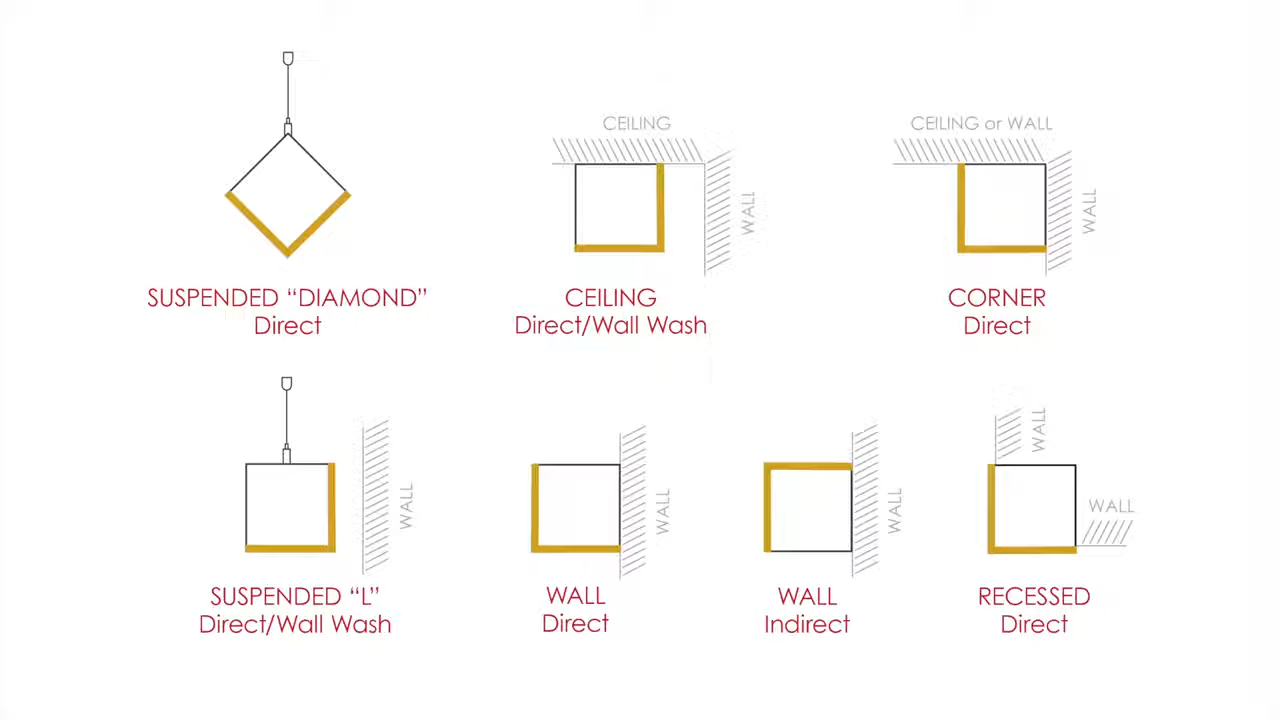 CEILING
CEILING or WALL
WALL
WALL
SUSPENDED “DIAMOND”
Direct
CEILING
Direct/Wall Wash
CORNER
Direct
WALL
WALL
WALL
WALL
WALL
SUSPENDED “L”
Direct/Wall Wash
WALL
Direct
WALL
Indirect
RECESSED
Direct